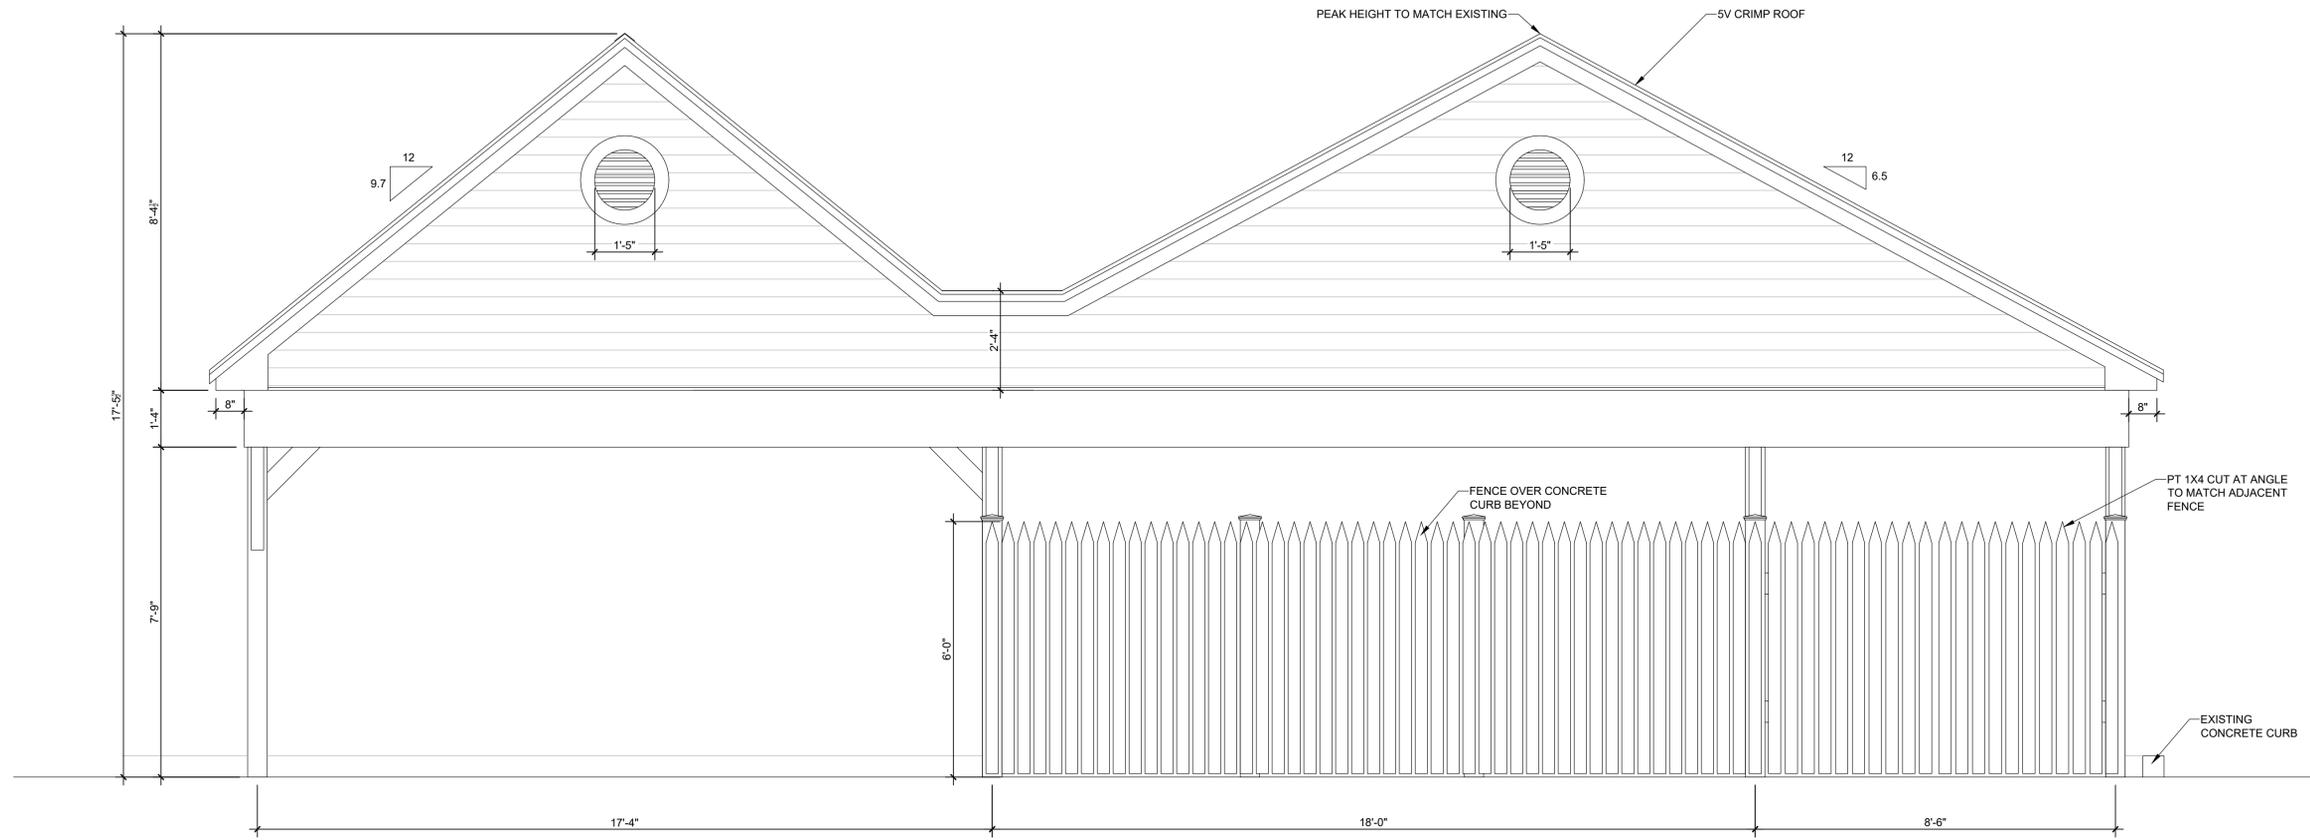 PEAK HEIGHT TO MATCH EXISTING
5V CRIMP ROOF
12
9.7
12
6.5
8'-4½"
17'-5½"
1'-5"
1'-5"
2'-4"
8"
1'-4"
8"
FENCE OVER CONCRETE
CURB BEYOND
PT 1X4 CUT AT ANGLE
TO MATCH ADJACENT
FENCE
7'-9"
6'-0"
EXISTING
CONCRETE CURB
17'-4"
18'-0"
8'-6"